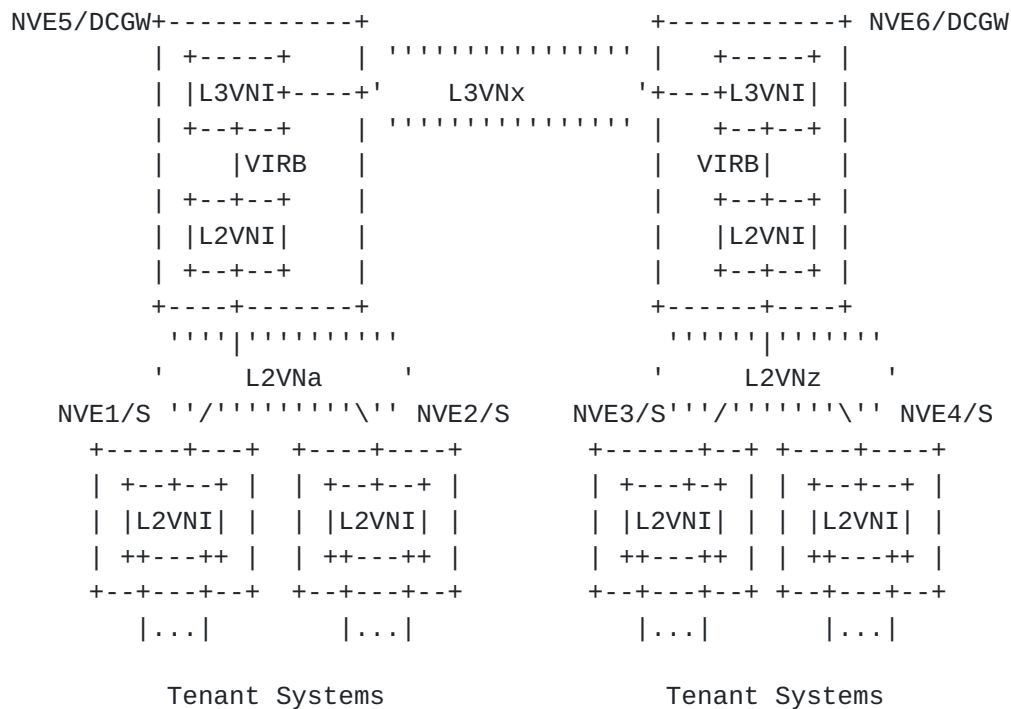 NVE5/DCGW+------------+                   +-----------+ NVE6/DCGW
         | +-----+    | '''''''''''''''' |   +-----+ |
         | |L3VNI+----+'    L3VNx       '+---+L3VNI| |
         | +--+--+    | '''''''''''''''' |   +--+--+ |
         |    |VIRB   |                  |  VIRB|    |
         | +--+--+    |                  |   +--+--+ |
         | |L2VNI|    |                  |   |L2VNI| |
         | +--+--+    |                  |   +--+--+ |
         +----+-------+                  +------+----+
          ''''|''''''''''                 ''''''|'''''''
         '     L2VNa     '               '     L2VNz    '
   NVE1/S ''/'''''''''\'' NVE2/S    NVE3/S'''/'''''''\'' NVE4/S
     +-----+---+  +----+----+        +------+--+ +----+----+
     | +--+--+ |  | +--+--+ |        | +---+-+ | | +--+--+ |
     | |L2VNI| |  | |L2VNI| |        | |L2VNI| | | |L2VNI| |
     | ++---++ |  | ++---++ |        | ++---++ | | ++---++ |
     +--+---+--+  +--+---+--+        +--+---+--+ +--+---+--+
        |...|        |...|              |...|       |...|
          Tenant Systems                  Tenant Systems